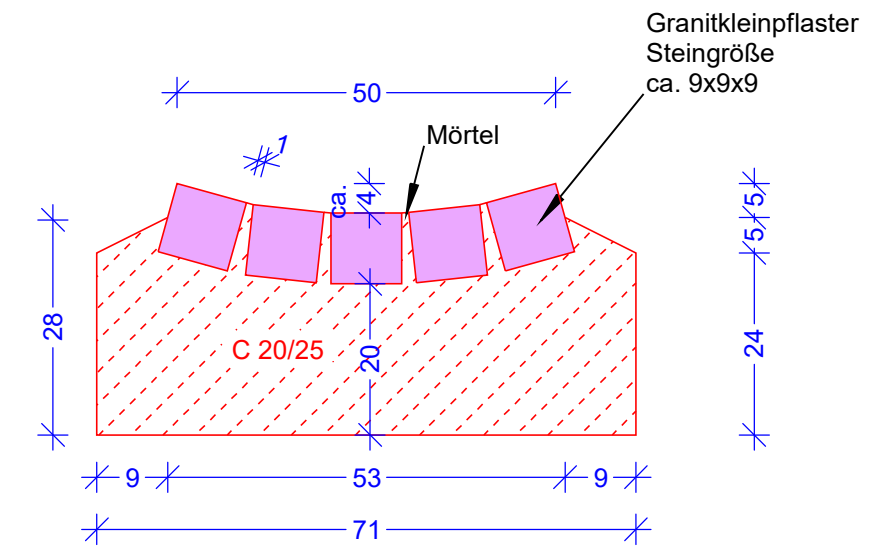 Granitkleinpflaster
Steingröße
ca. 9x9x9
50
Mörtel
1
ca.
4
5
5
28
24
C 20/25
20
9
53
9
71